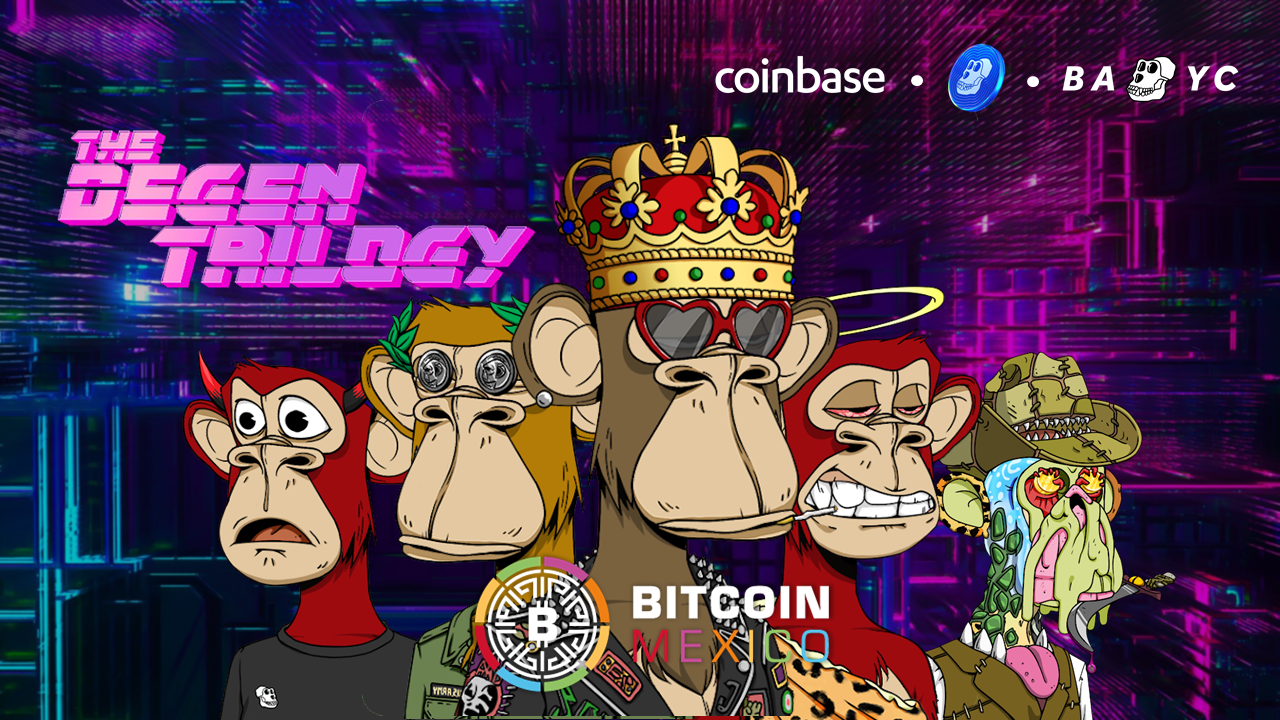 coinbase • • BA YC
THE
DEGEN
TRILOGY
BITCOIN
MEXICO
B